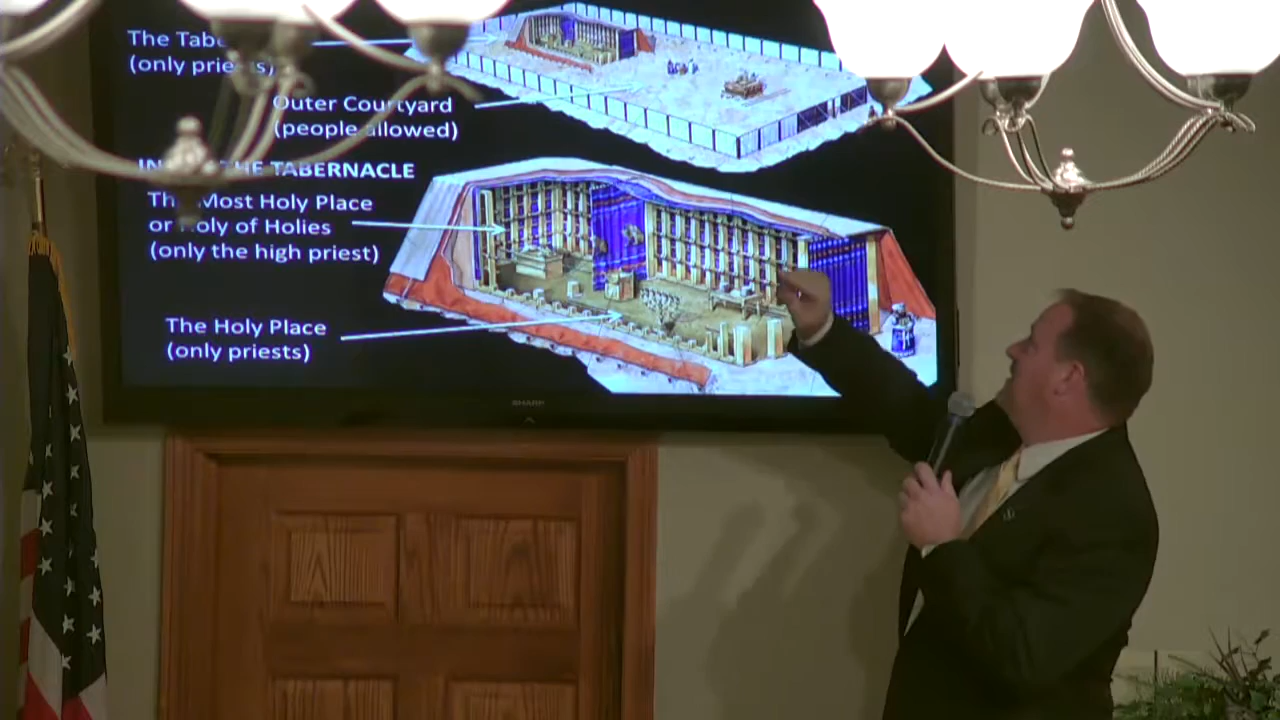 The
(only priests)
Outer Courtyard
(people allowed)
THE TABERNACLE
The Most Holy Place
or Holy of Holies
(only the high priest)
The Holy Place
(only priests)
SHARP